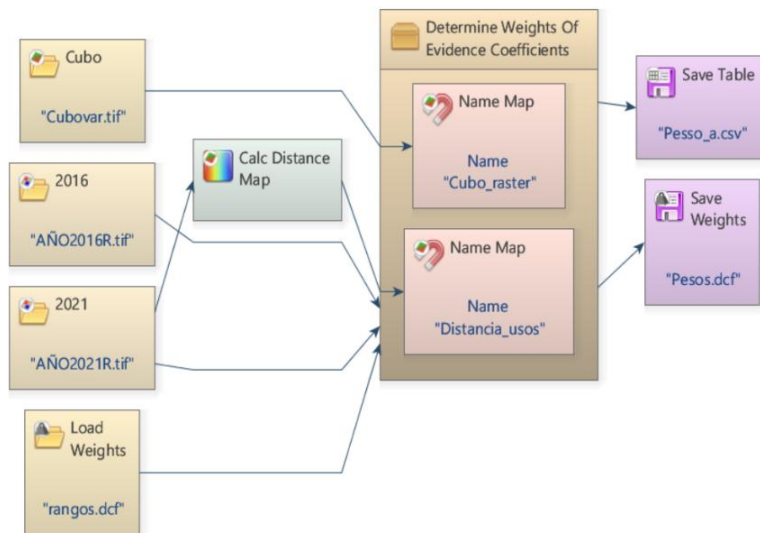 Cubo
"Cubovar.tif"
2016
"AÑO2016R.tif"
2021
"AÑO2021R.tif"
Load
Weights
"rangos.dcf"
Calc Distance
Map
Determine Weights Of
Evidence Coefficients
Name Map
Name
"Cubo_raster"
Name Map
Name
"Distancia_usos"
Save Table
"Pesso_a.csv"
Save
Weights
"Pesos.dcf"